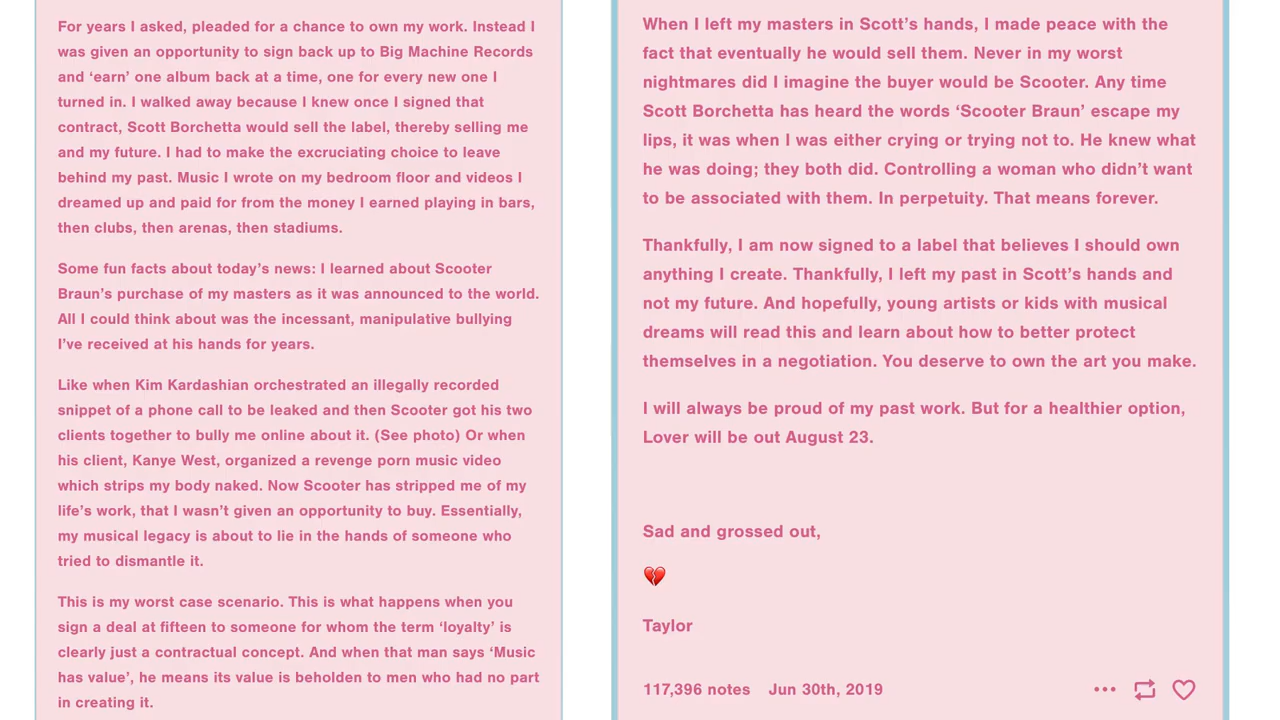 For years I asked, pleaded for a chance to own my work. Instead I
was given an opportunity to sign back up to Big Machine Records
and ‘earn’ one album back at a time, one for every new one I
turned in. I walked away because I knew once I signed that
contract, Scott Borchetta would sell the label, thereby selling me
and my future. I had to make the excruciating choice to leave
behind my past. Music I wrote on my bedroom floor and videos I
dreamed up and paid for from the money I earned playing in bars,
then clubs, then arenas, then stadiums.
Some fun facts about today’s news: I learned about Scooter
Braun’s purchase of my masters as it was announced to the world.
All I could think about was the incessant, manipulative bullying
I’ve received at his hands for years.
Like when Kim Kardashian orchestrated an illegally recorded
snippet of a phone call to be leaked and then Scooter got his two
clients together to bully me online about it. (See photo) Or when
his client, Kanye West, organized a revenge porn music video
which strips my body naked. Now Scooter has stripped me of my
life’s work, that I wasn’t given an opportunity to buy. Essentially,
my musical legacy is about to lie in the hands of someone who
tried to dismantle it.
This is my worst case scenario. This is what happens when you
sign a deal at fifteen to someone for whom the term ‘loyalty’ is
clearly just a contractual concept. And when that man says ‘Music
has value’, he means its value is beholden to men who had no part
in creating it.
When I left my masters in Scott’s hands, I made peace with the
fact that eventually he would sell them. Never in my worst
nightmares did I imagine the buyer would be Scooter. Any time
Scott Borchetta has heard the words ‘Scooter Braun’ escape my
lips, it was when I was either crying or trying not to. He knew what
he was doing; they both did. Controlling a woman who didn’t want
to be associated with them. In perpetuity. That means forever.
Thankfully, I am now signed to a label that believes I should own
anything I create. Thankfully, I left my past in Scott’s hands and
not my future. And hopefully, young artists or kids with musical
dreams will read this and learn about how to better protect
themselves in a negotiation. You deserve to own the art you make.
I will always be proud of my past work. But for a healthier option,
Lover will be out August 23.
Sad and grossed out,
💔
Taylor
117,396 notes Jun 30th, 2019